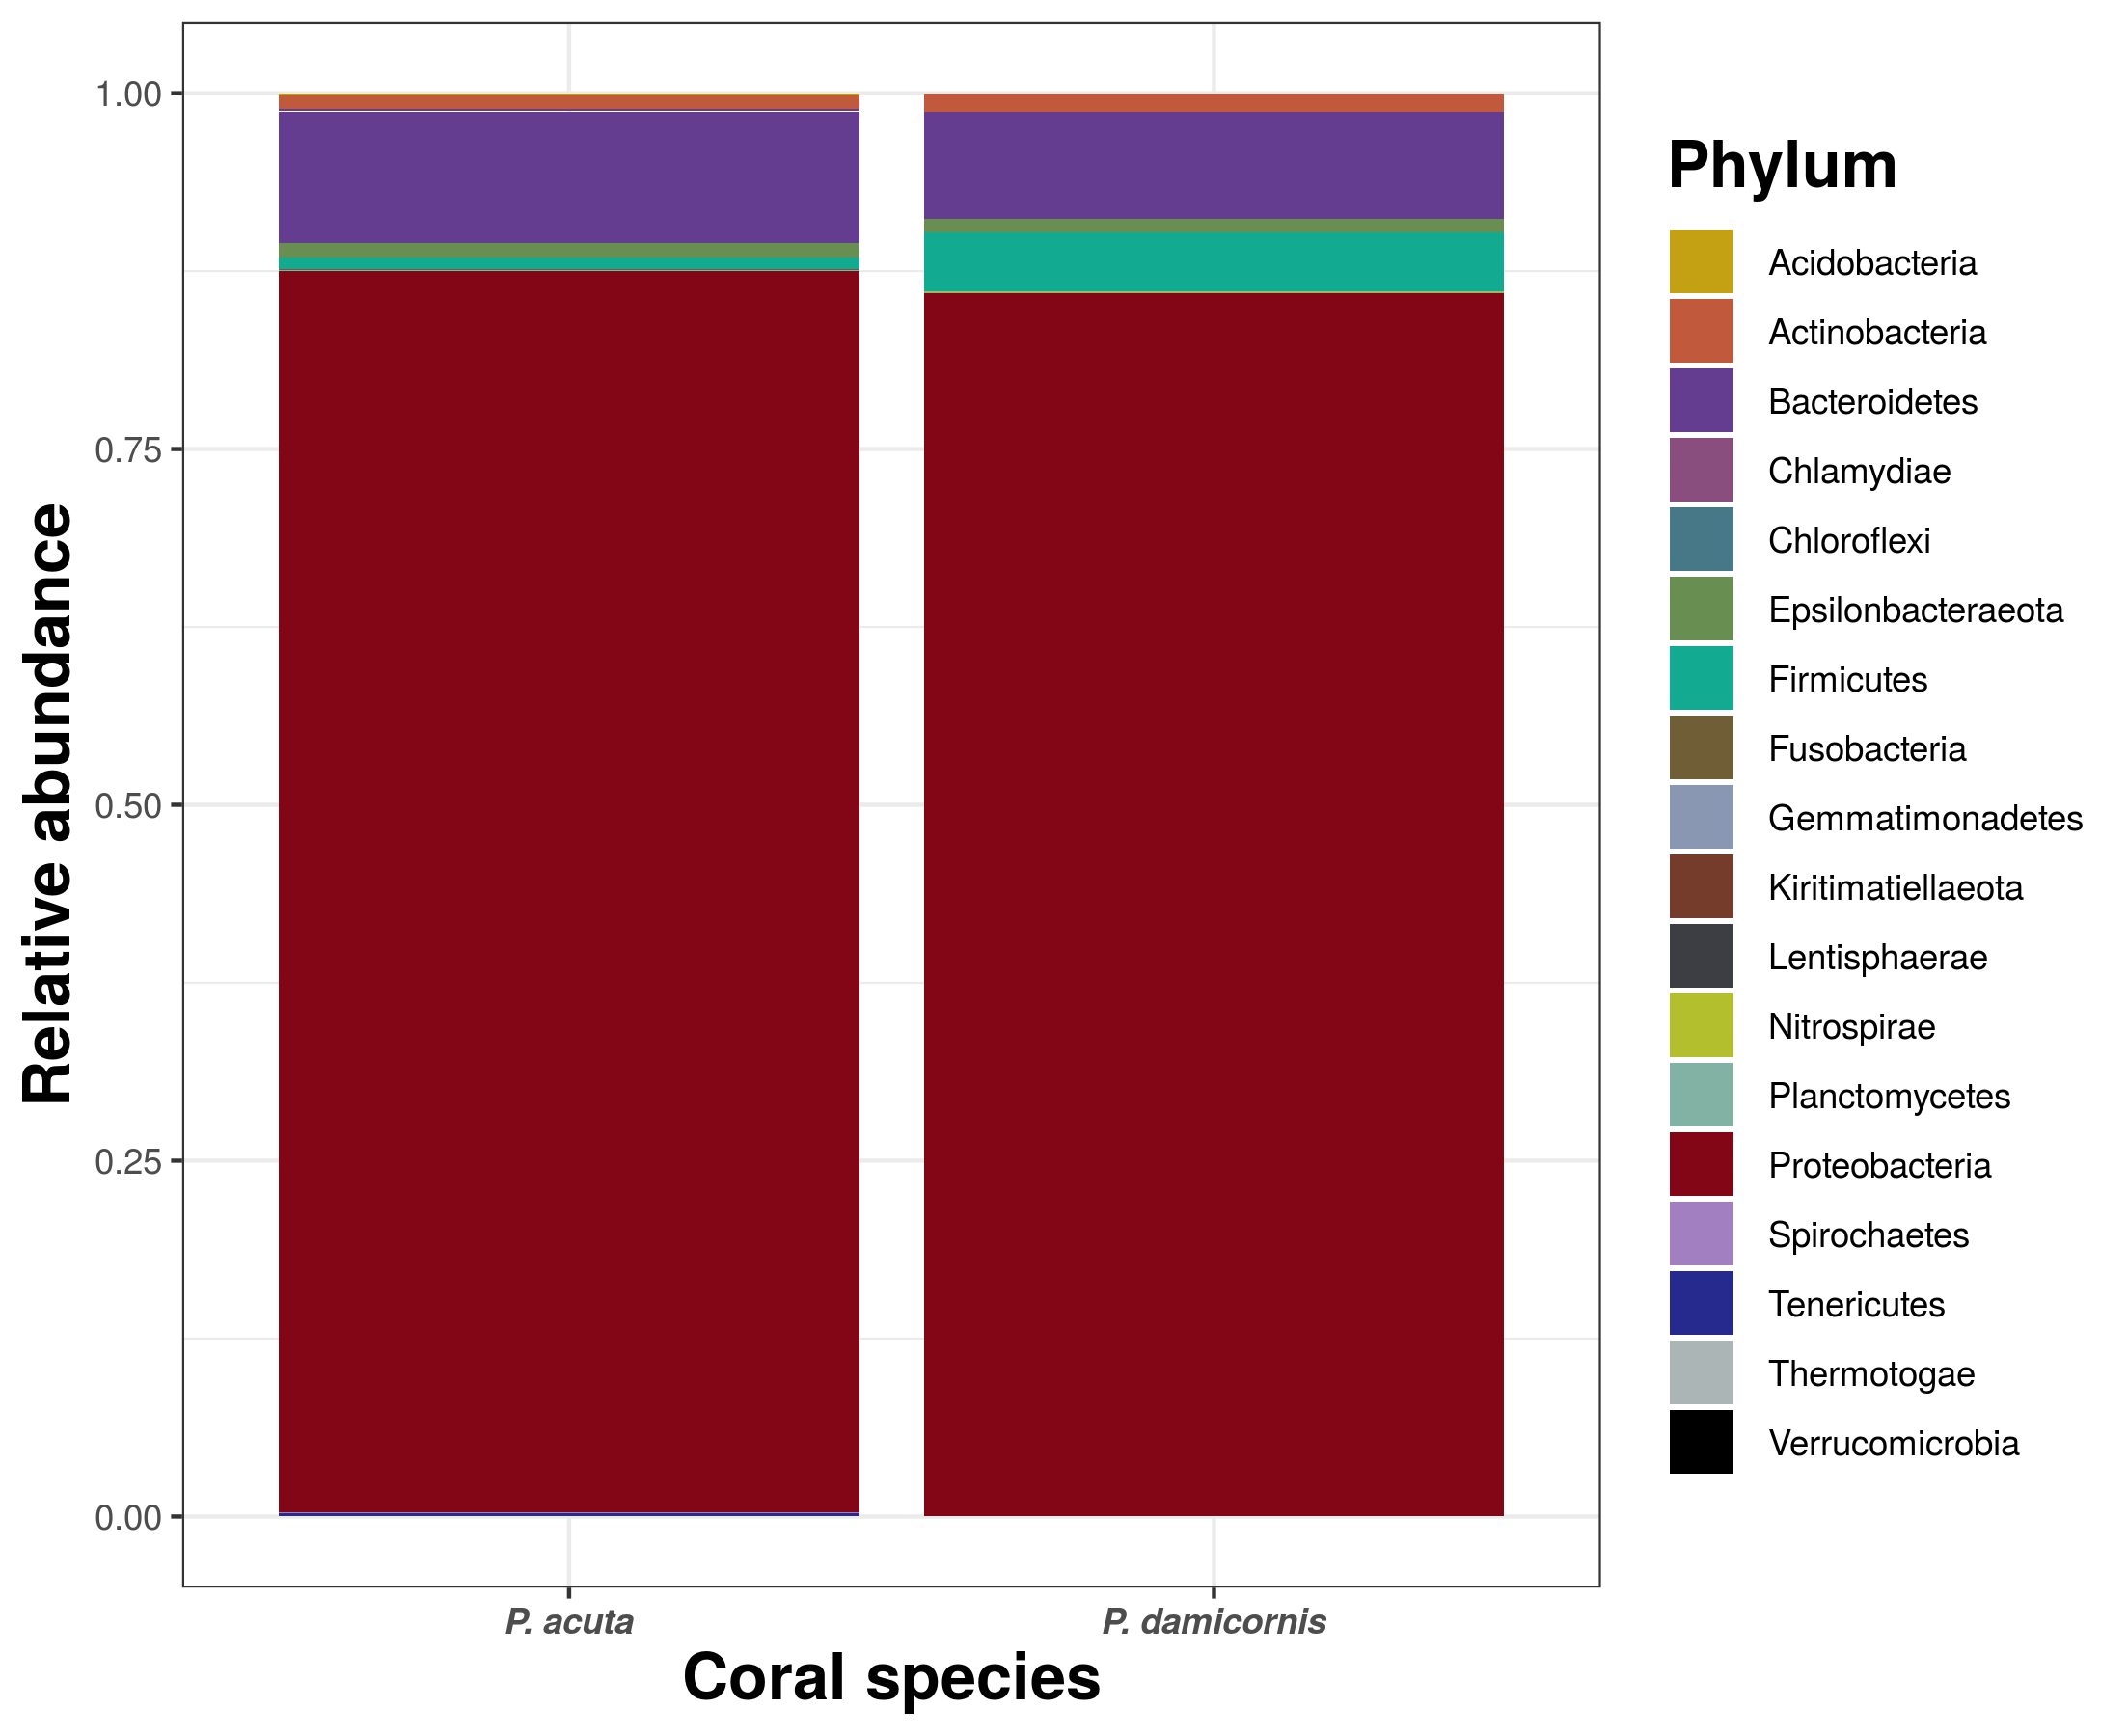 1.00
0.75
0.50
0.25
0.00
Relative abundance
P. acuta
P. damicornis
Coral species
Phylum
Acidobacteria
Actinobacteria
Bacteroidetes
Chlamydiae
Chloroflexi
Epsilonbacteraeota
Firmicutes
Fusobacteria
Gemmatimonadetes
Kiritimatiellaeota
Lentisphaerae
Nitrospirae
Planctomycetes
Proteobacteria
Spirochaetes
Tenericutes
Thermotogae
Verrucomicrobia